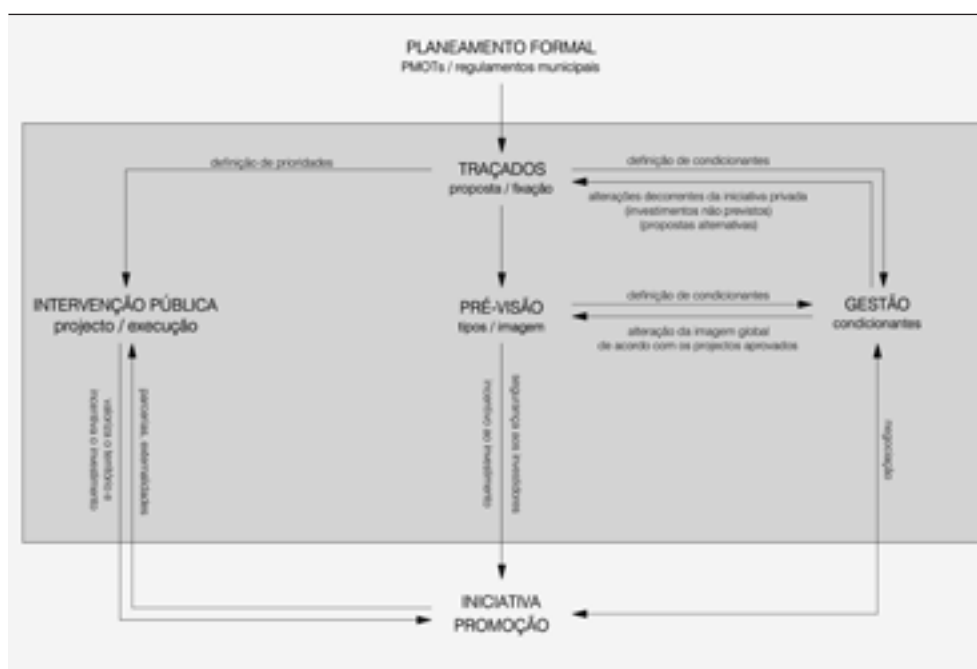 PLANEAMENTO FORMAL
PMOTs / regulamentos municipais
definição de prioridades
TRAÇADOS
proposta / fixação
definição de condicionantes
alterações decorrentes da iniciativa privada
(investimentos não previstos)
(propostas alternativas)
INTERVENÇÃO PÚBLICA
projecto / execução
PRÉ-VISÃO
tipos / imagem
definição de condicionantes
alteração da imagem global
de acordo com os projectos aprovados
GESTÃO
condicionantes
valoriza o território e
incentiva o investimento
parcerias, externalidades
incentivo ao investimento
segurança aos investidores
negociação
INICIATIVA
PROMOÇÃO